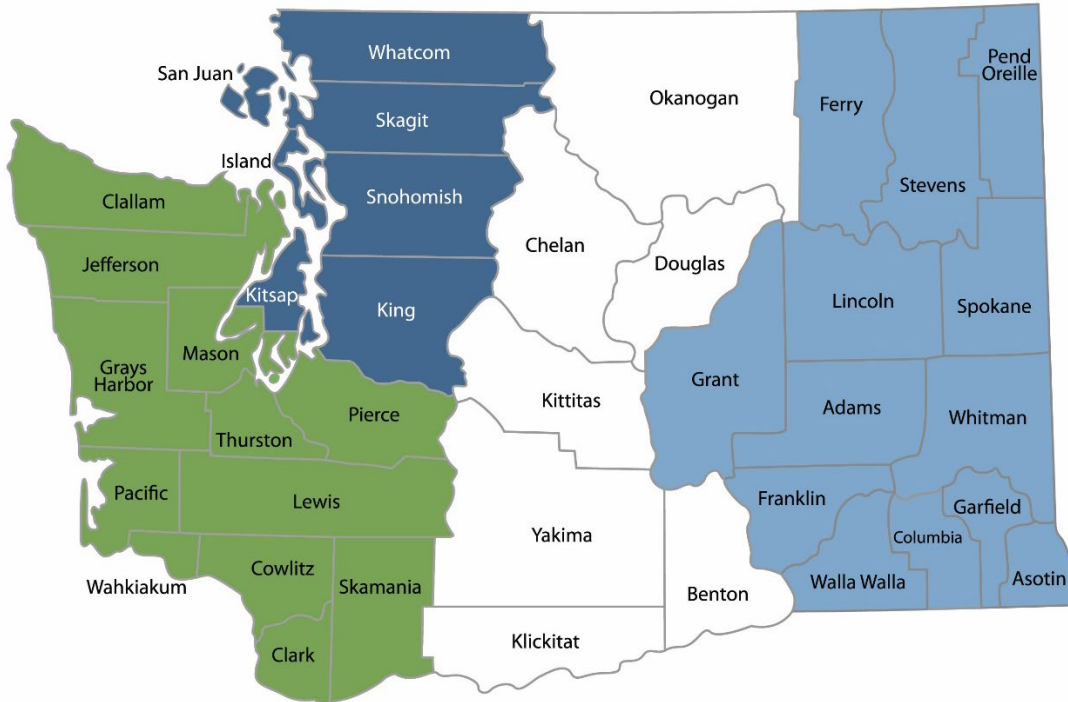 Whatcom
Pend
Oreille
San Juan
Okanogan
Ferry
Skagit
Island
Stevens
Clallam
Snohomish
Chelan
Douglas
Jefferson
Kitsap
King
Lincoln
Spokane
Mason
Grays
Harbor
Grant
Kittitas
Adams
Whitman
Pierce
Thurston
Pacific
Lewis
Franklin
Garfield
Yakima
Columbia
Cowlitz
Skamania
Wahkiakum
Walla Walla
Asotin
Benton
Klickitat
Clark